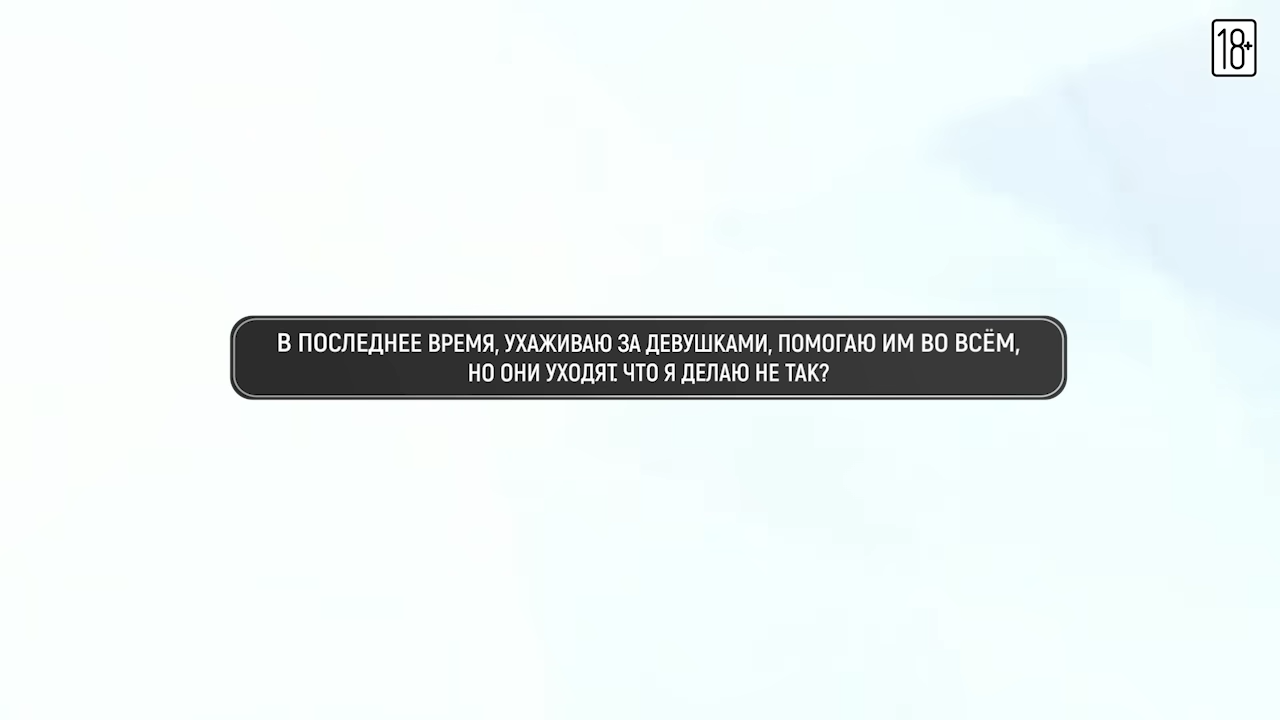 18+
В ПОСЛЕДНЕЕ ВРЕМЯ, УХАЖИВАЮ ЗА ДЕВУШКАМИ, ПОМОГАЮ ИМ ВО ВСЁМ,
НО ОНИ УХОДЯТ. ЧТО Я ДЕЛАЮ НЕ ТАК?